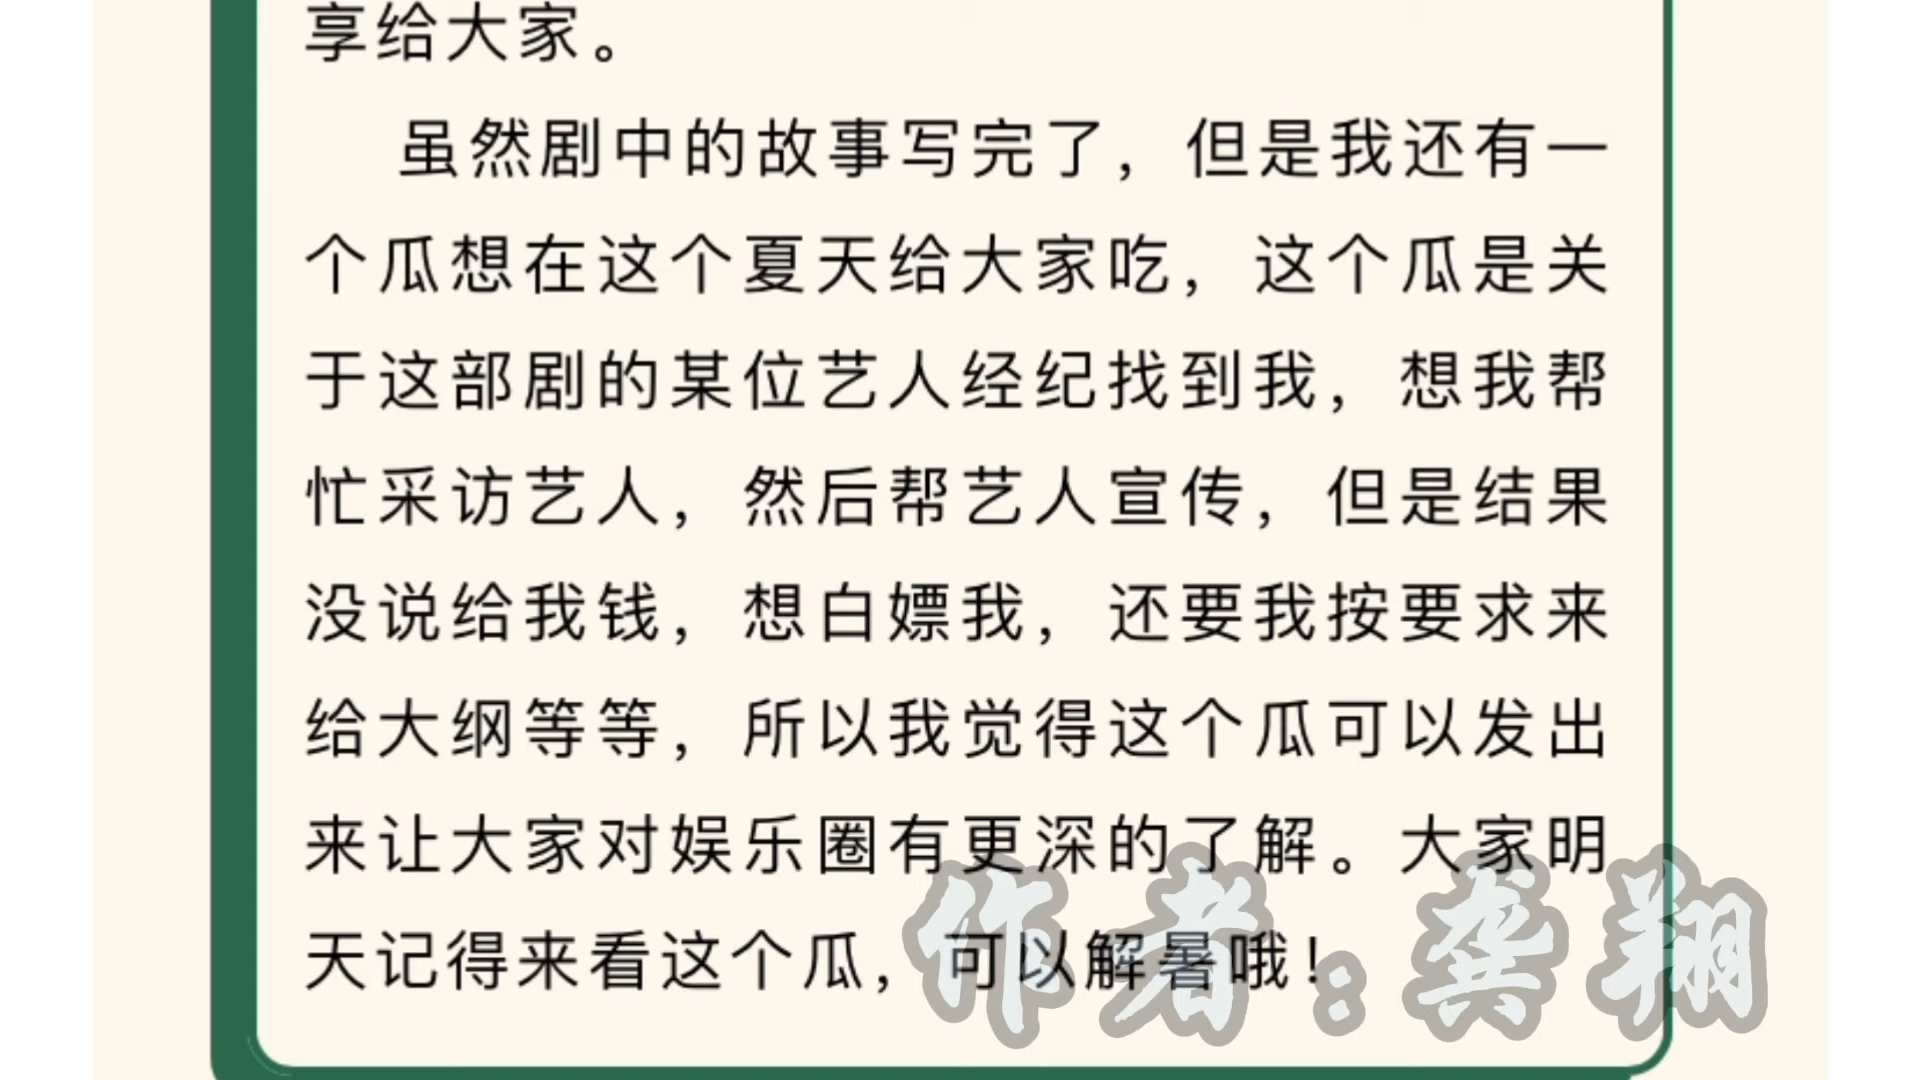 享给大家。
虽然剧中的故事写完了，但是我还有一
个瓜想在这个夏天给大家吃，这个瓜是关
于这部剧的某位艺人经纪找到我，想我帮
忙采访艺人，然后帮艺人宣传，但是结果
没说给我钱，想白嫖我，还要我按要求来
给大纲等等，所以我觉得这个瓜可以发出
来让大家对娱乐圈有更深的了解。大家明
天记得来看这个瓜，可以解暑哦！
作者：龚翔